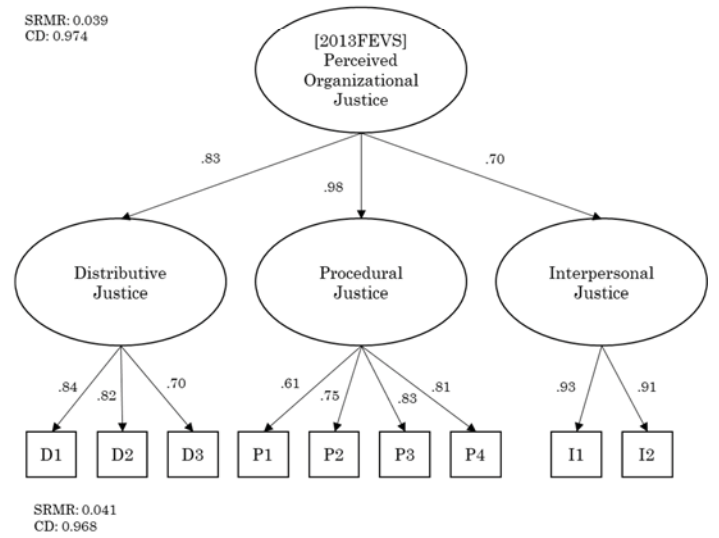 SRMR: 0.039
CD: 0.974
[2013FEVS]
Perceived
Organizational
Justice
.83
.98
.70
Distributive
Justice
Procedural
Justice
Interpersonal
Justice
.84
.82
.70
.61
.75
.83
.81
.93
.91
D1
D2
D3
P1
P2
P3
P4
I1
I2
SRMR: 0.041
CD: 0.968